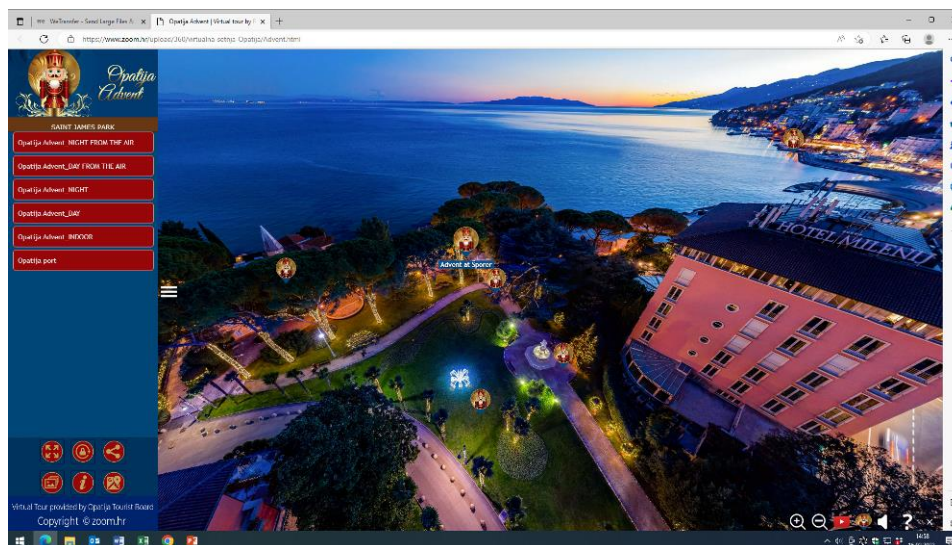 WeTransfer - Send Large Files &
Opatija Advent | Virtual tour by
https://www.zoom.hr/upload/360/virtualna-setnja-Opatija/Advent.html
Opatija
Advent
SAINT JAMES PARK
Opatija Advent_NIGHT FROM THE AIR
Opatija Advent_DAY FROM THE AIR
Opatija Advent_NIGHT
Opatija Advent_DAY
Opatija Advent_INDOOR
Opatija port
Advent at Sporer
HOTEL MILENIJ
Virtual Tour provided by Opatija Tourist Board
Copyright © zoom.hr
14:58